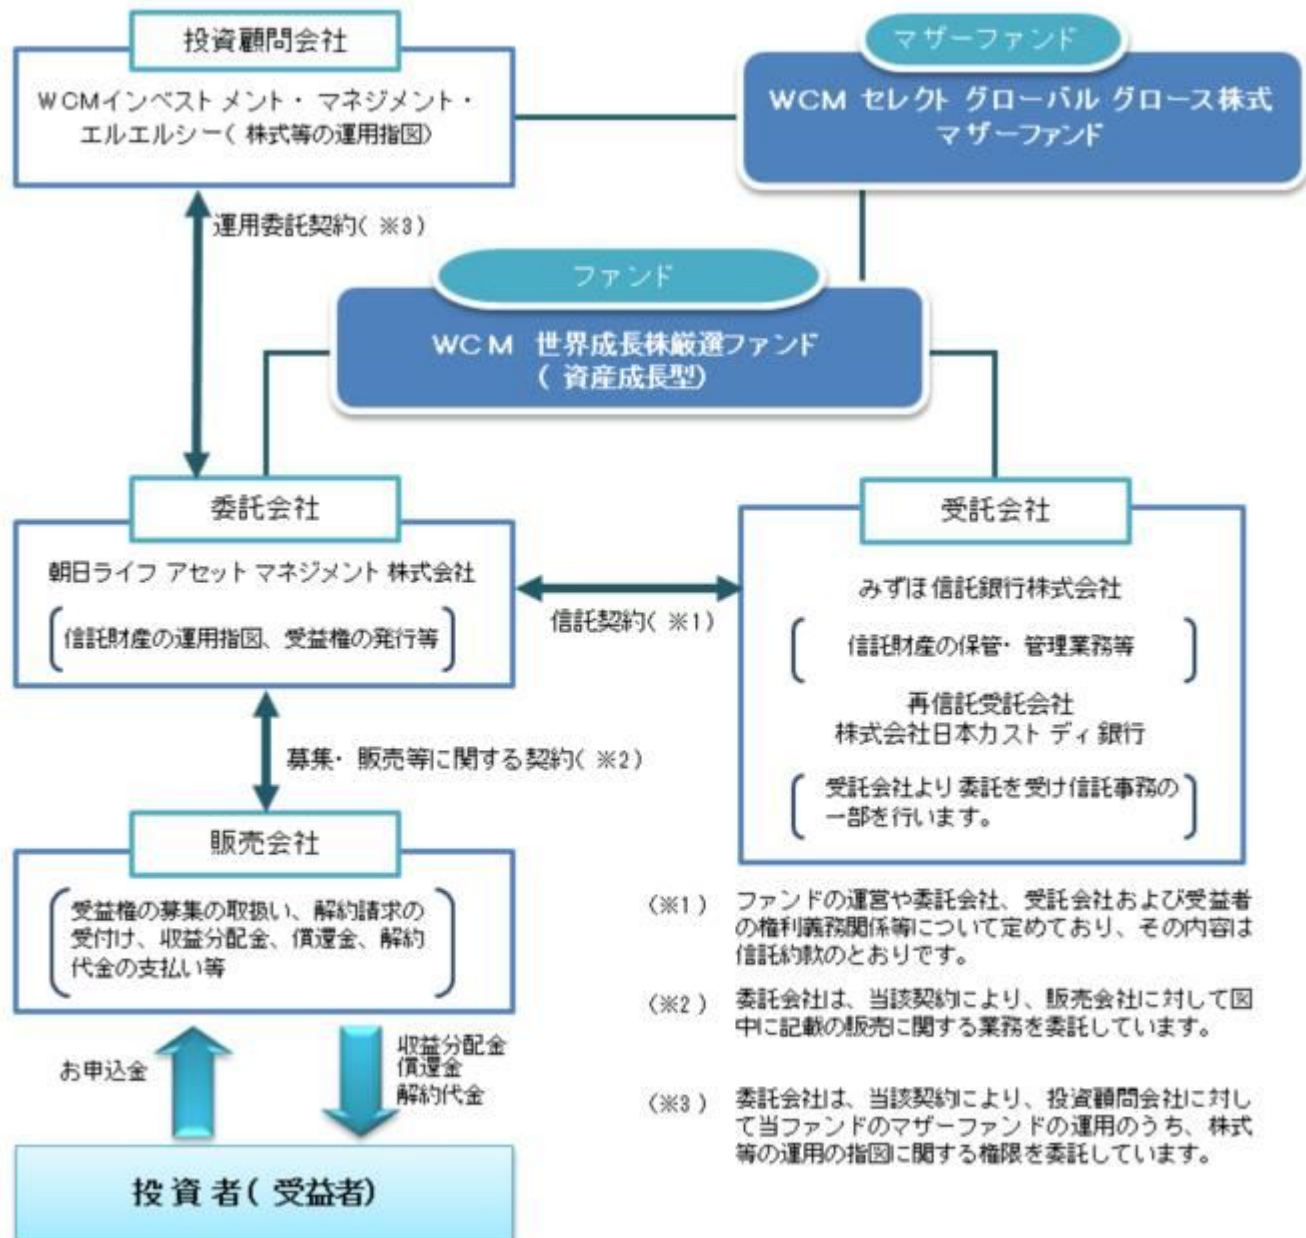 投資顧問会社
WCMインベストメント・マネジメント・
エルエルシー(株式等の運用指図)
マザーファンド
WCM セレクト グローバル グロース株式
マザーファンド
運用委託契約(※3)
ファンド
WCM 世界成長株厳選ファンド
(資産成長型)
委託会社
朝日ライフ アセット マネジメント 株式会社
信託財産の運用指図、受益権の発行等
信託契約(※1)
受託会社
みずほ信託銀行株式会社
信託財産の保管・管理業務等
再信託受託会社
株式会社日本カストディ銀行
受託会社より委託を受け信託事務の
一部を行います。
募集・販売等に関する契約(※2)
販売会社
受益権の募集の取扱い、解約請求の
受付け、収益分配金、償還金、解約
代金の支払い等
お申込金
収益分配金
償還金
解約代金
投資者(受益者)
(※1) ファンドの運営や委託会社、受託会社および受益者
の権利義務関係等について定めており、その内容は
信託約款のとおりです。
(※2) 委託会社は、当該契約により、販売会社に対して図
中に記載の販売に関する業務を委託しています。
(※3) 委託会社は、当該契約により、投資顧問会社に対し
て当ファンドのマザーファンドの運用のうち、株式
等の運用の指図に関する権限を委託しています。